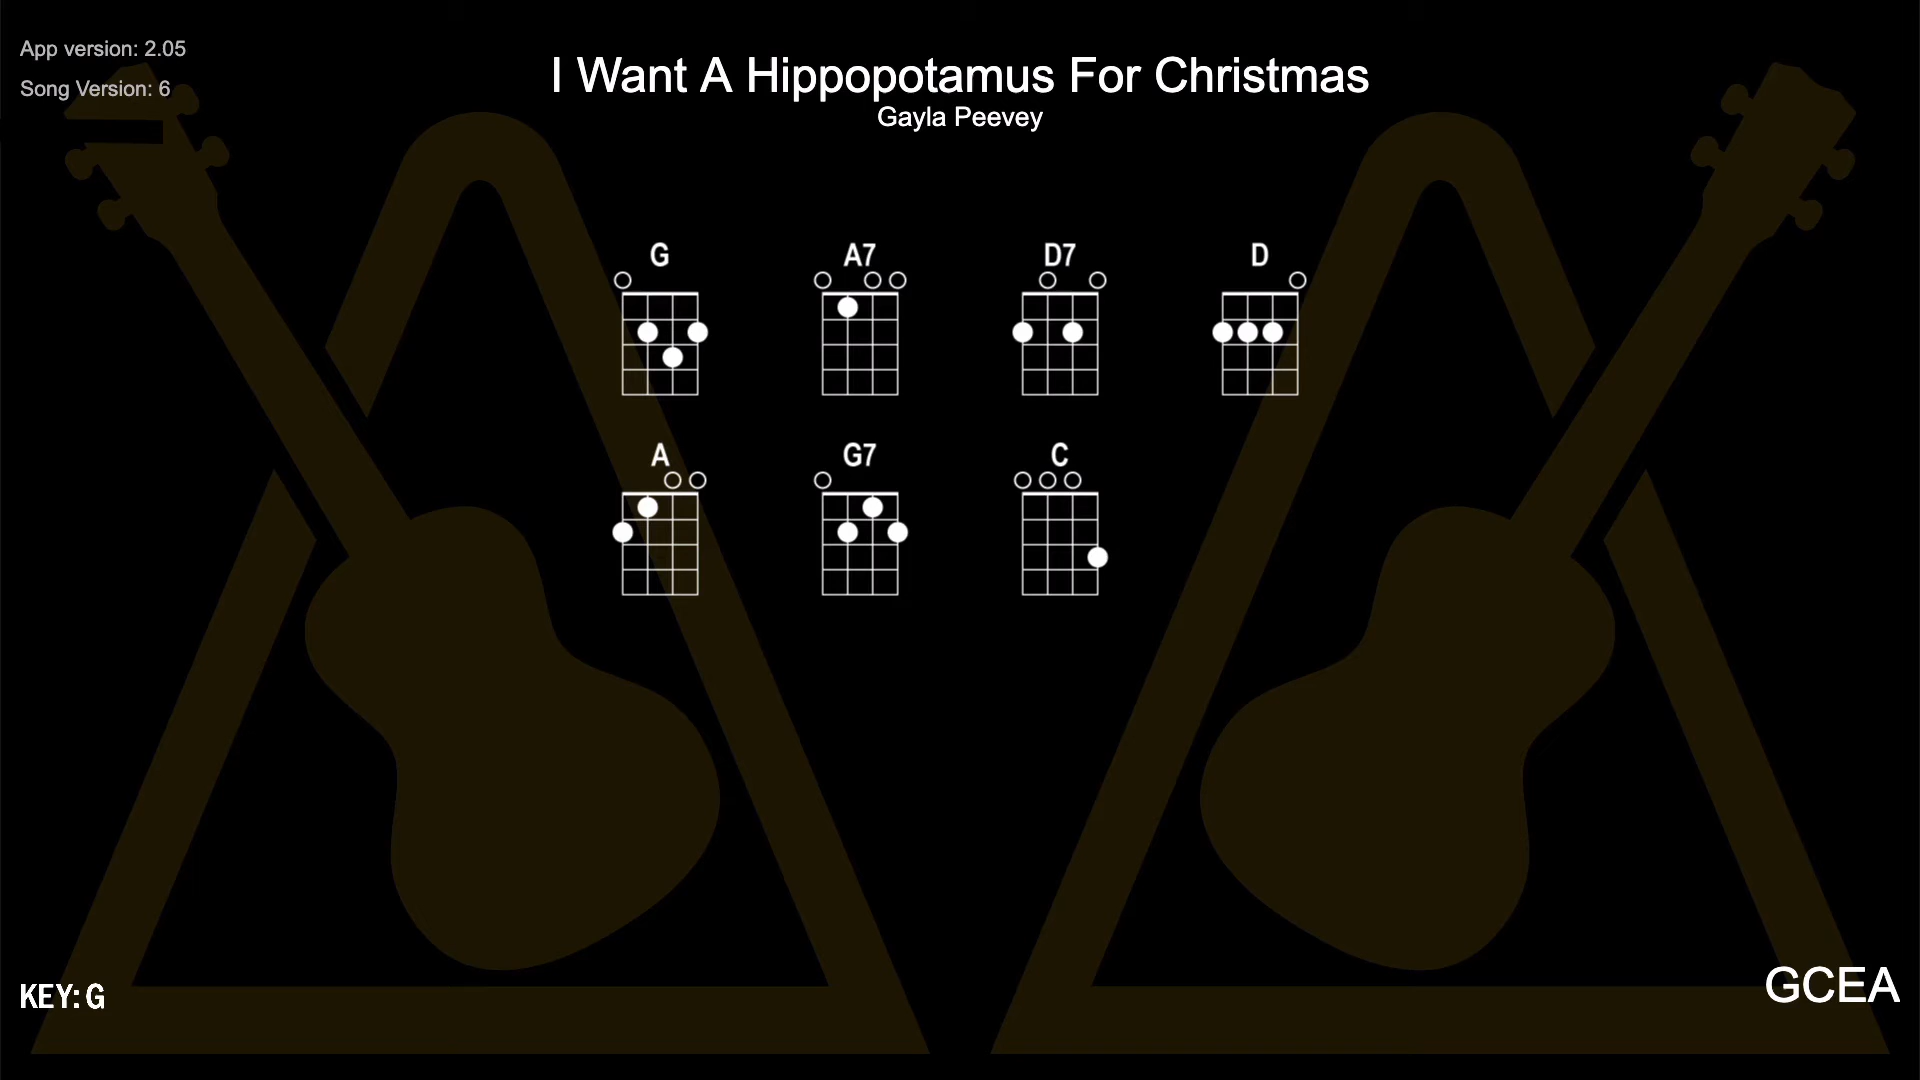 App version: 2.05
Song Version: 6
I Want A Hippopotamus For Christmas
Gayla Peevey
G A7 D7 D
A G7 C
KEY: G
GCEA